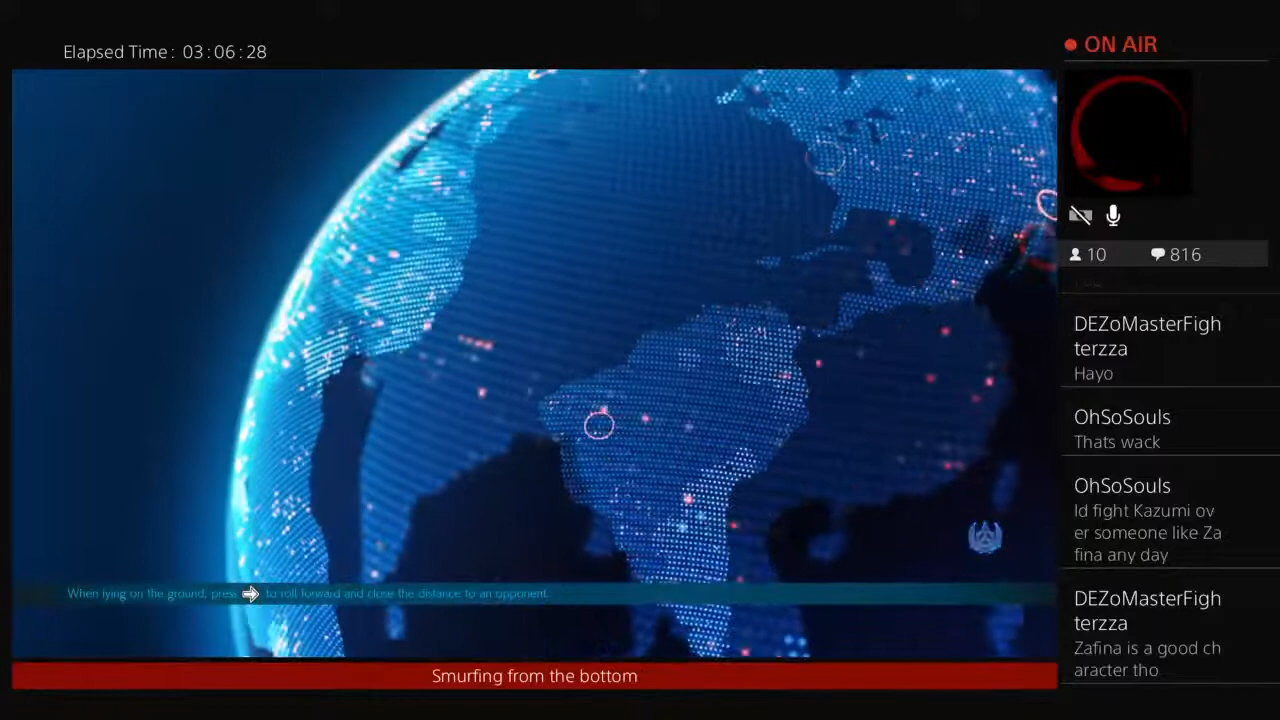 Elapsed Time: 03:06:28
ON AIR
10 816
DEZoMasterFigh
terzza
Hayo
OhSoSouls
Thats wack
OhSoSouls
Id fight Kazumi ov
er someone like Za
fina any day
DEZoMasterFigh
terzza
Zafina is a good ch
aracter tho
When lying on the ground, press to roll forward and close the distance to an opponent.
Smurfing from the bottom